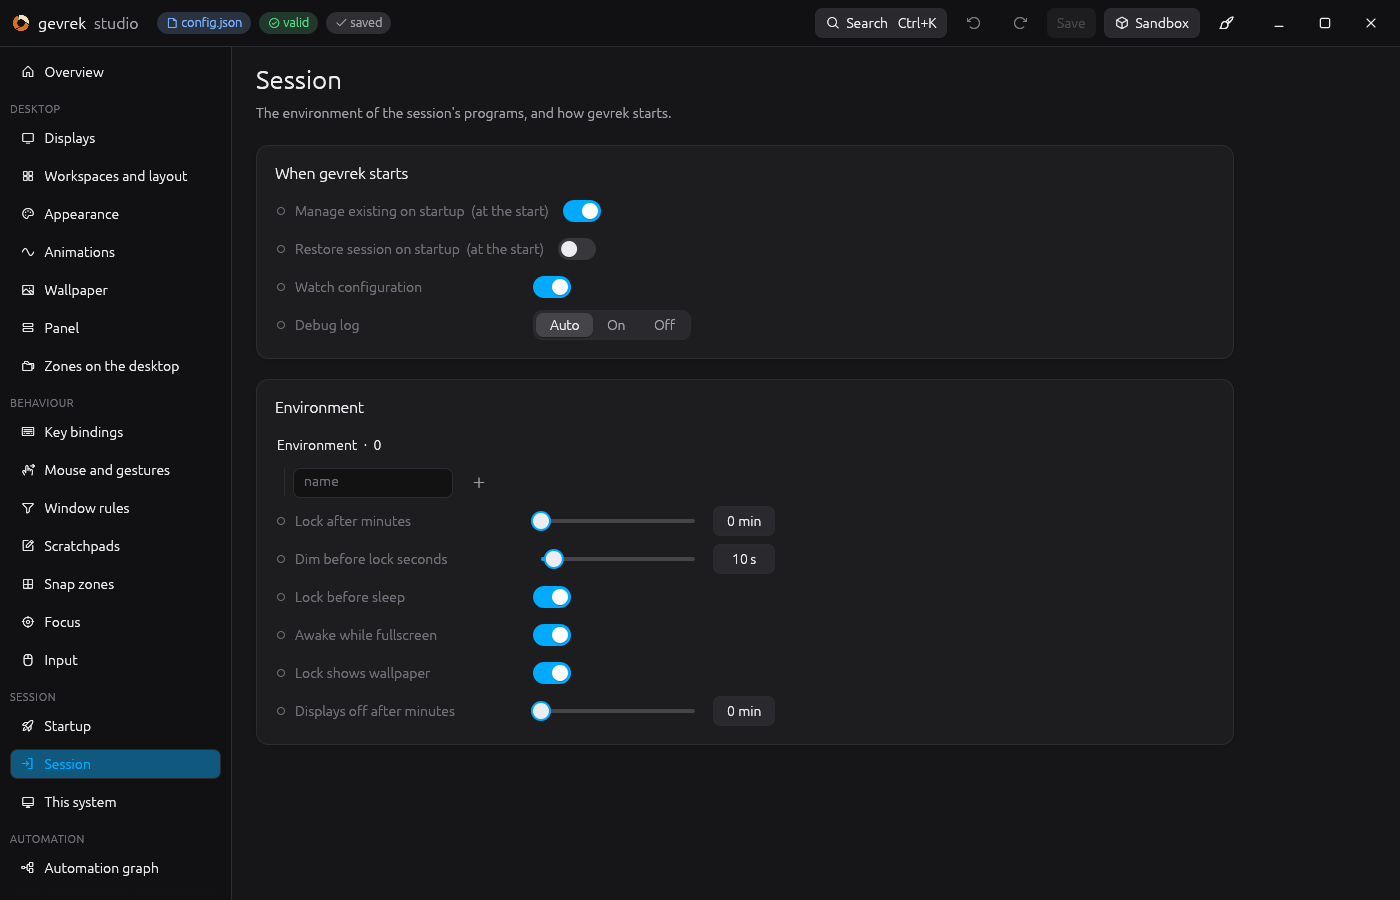 gevrek studio config.json valid saved Search Ctrl+K Save Sandbox
Overview
DESKTOP
Displays
Workspaces and layout
Appearance
Animations
Wallpaper
Panel
Zones on the desktop
BEHAVIOUR
Key bindings
Mouse and gestures
Window rules
Scratchpads
Snap zones
Focus
Input
SESSION
Startup
Session
This system
AUTOMATION
Automation graph
Session
The environment of the session's programs, and how gevrek starts.
When gevrek starts
Manage existing on startup (at the start)
Restore session on startup (at the start)
Watch configuration
Debug log Auto On Off
Environment
Environment · 0
name
Lock after minutes 0 min
Dim before lock seconds 10 s
Lock before sleep
Awake while fullscreen
Lock shows wallpaper
Displays off after minutes 0 min